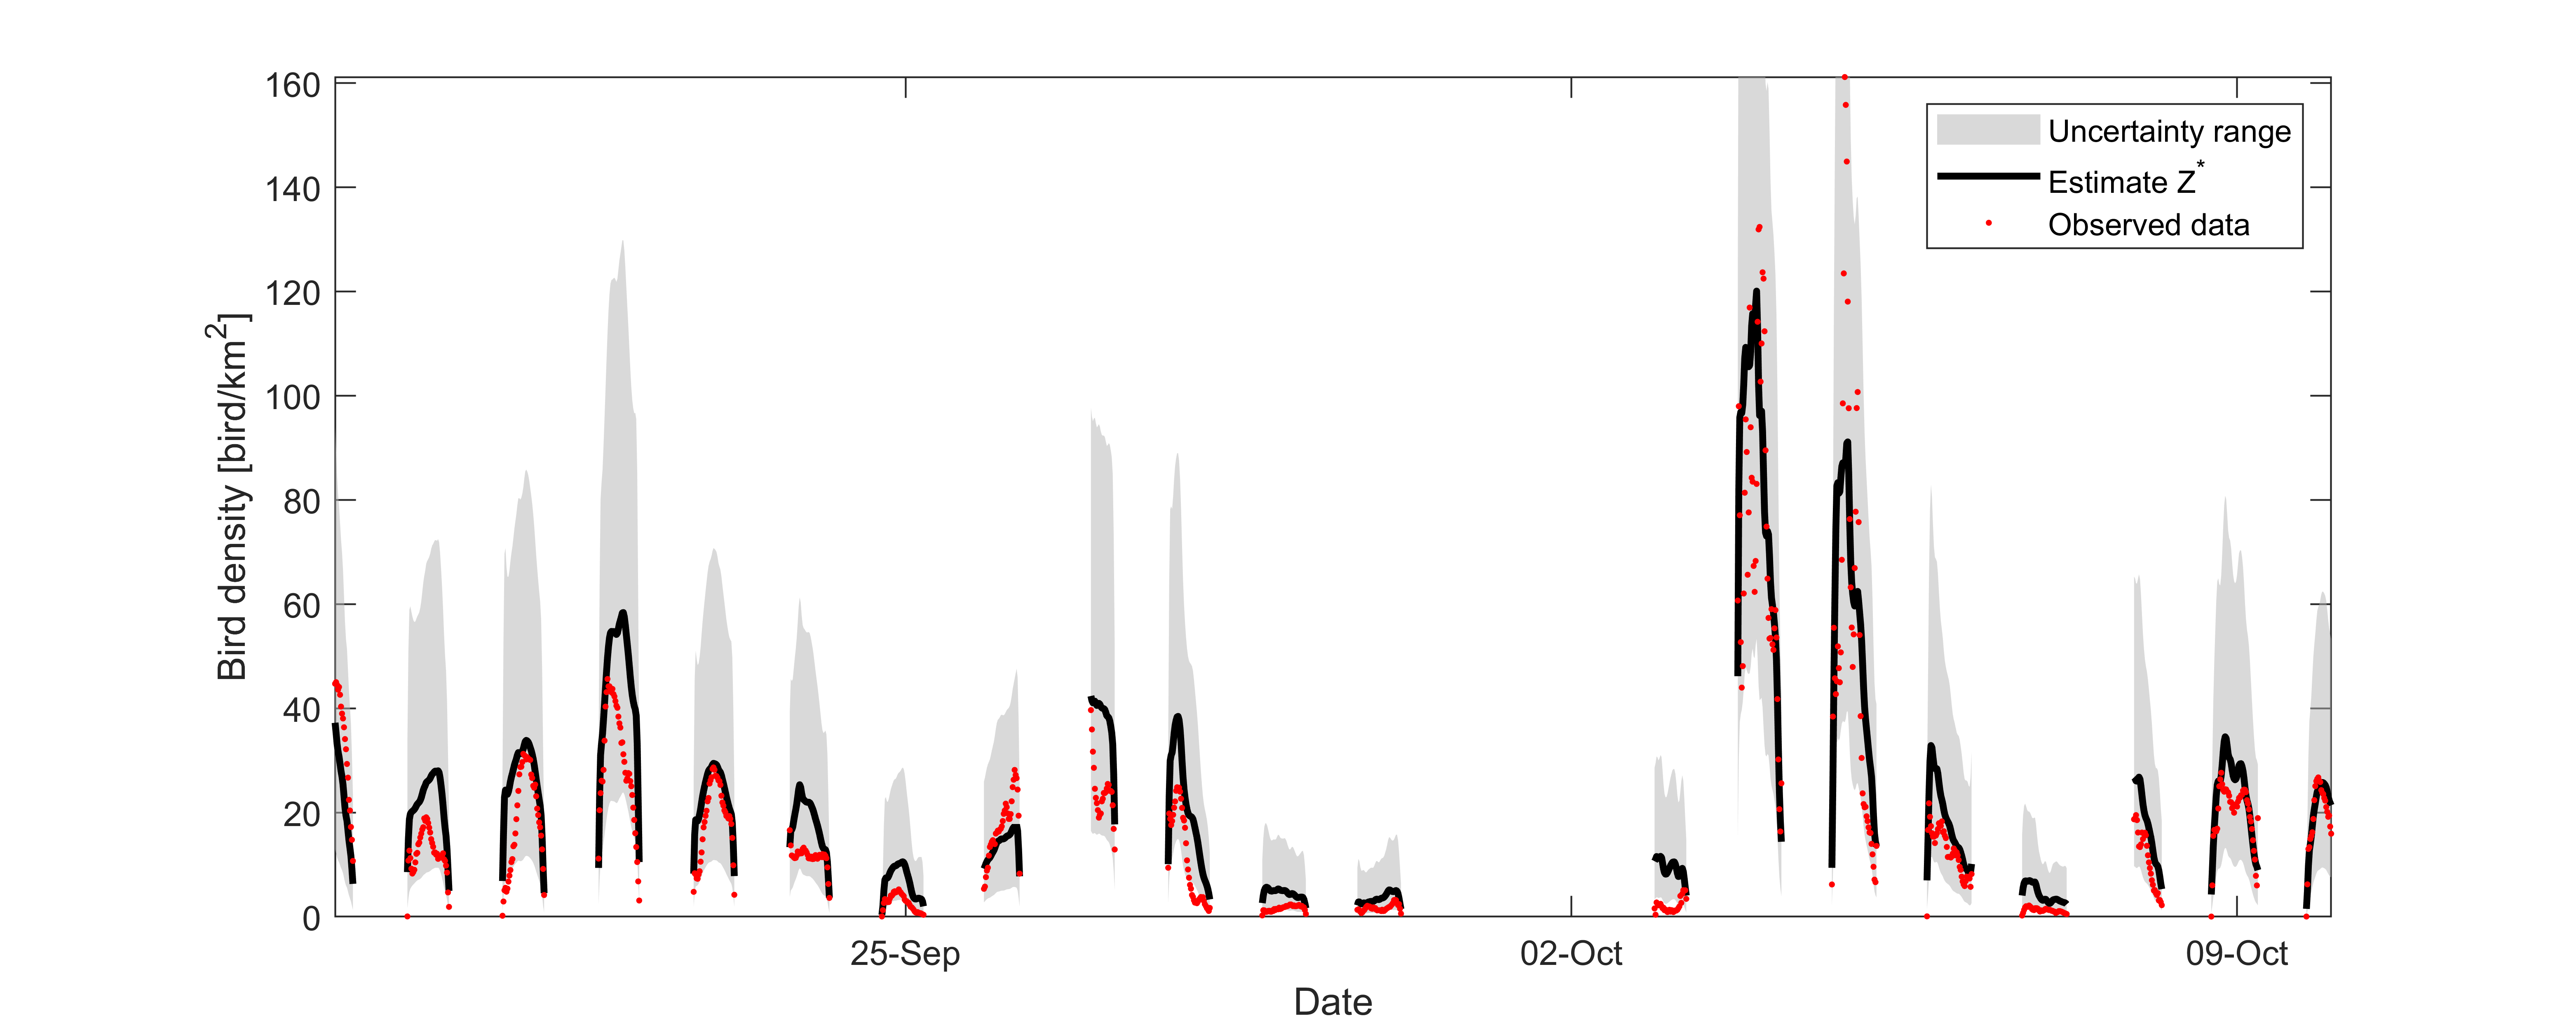 160
140
120
100
80
60
40
20
0
Bird density [bird/km²]
Uncertainty range
Estimate Z*
Observed data
25-Sep
02-Oct
09-Oct
Date